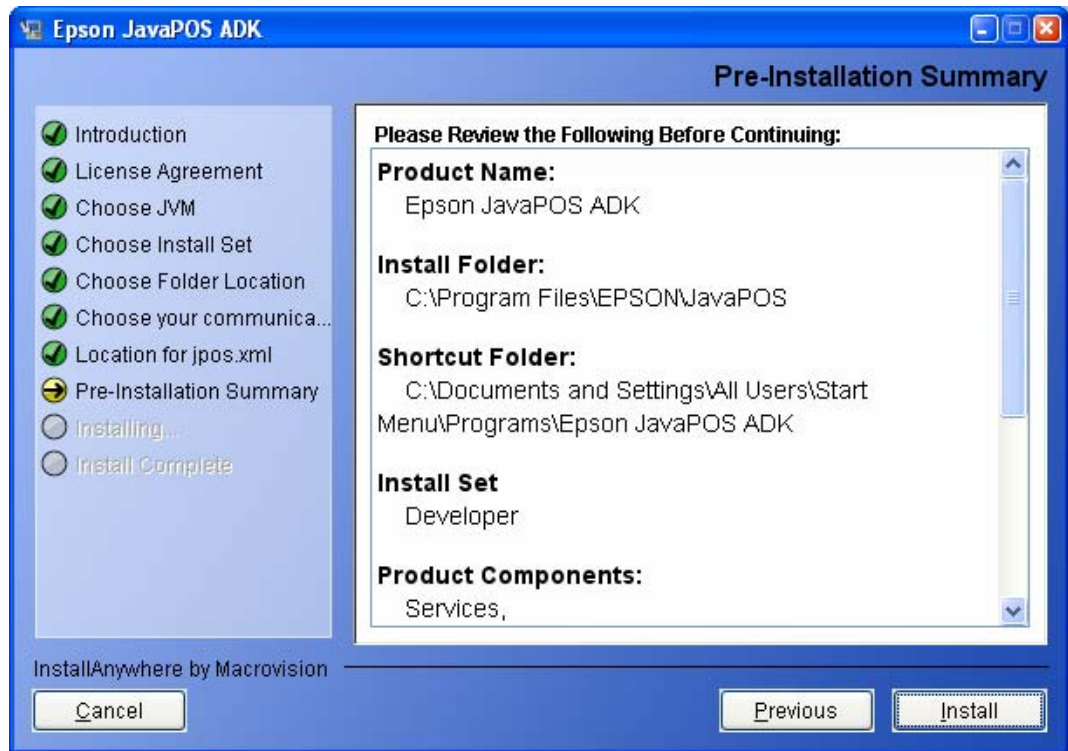 Epson JavaPOS ADK
Pre-Installation Summary
Introduction
License Agreement
Choose JVM
Choose Install Set
Choose Folder Location
Choose your communica...
Location for jpos.xml
Pre-Installation Summary
Installing...
Install Complete
Please Review the Following Before Continuing:
Product Name:
Epson JavaPOS ADK
Install Folder:
C:\Program Files\EPSON\JavaPOS
Shortcut Folder:
C:\Documents and Settings\All Users\Start
Menu\Programs\Epson JavaPOS ADK
Install Set
Developer
Product Components:
Services,
InstallAnywhere by Macrovision
Cancel
Previous
Install